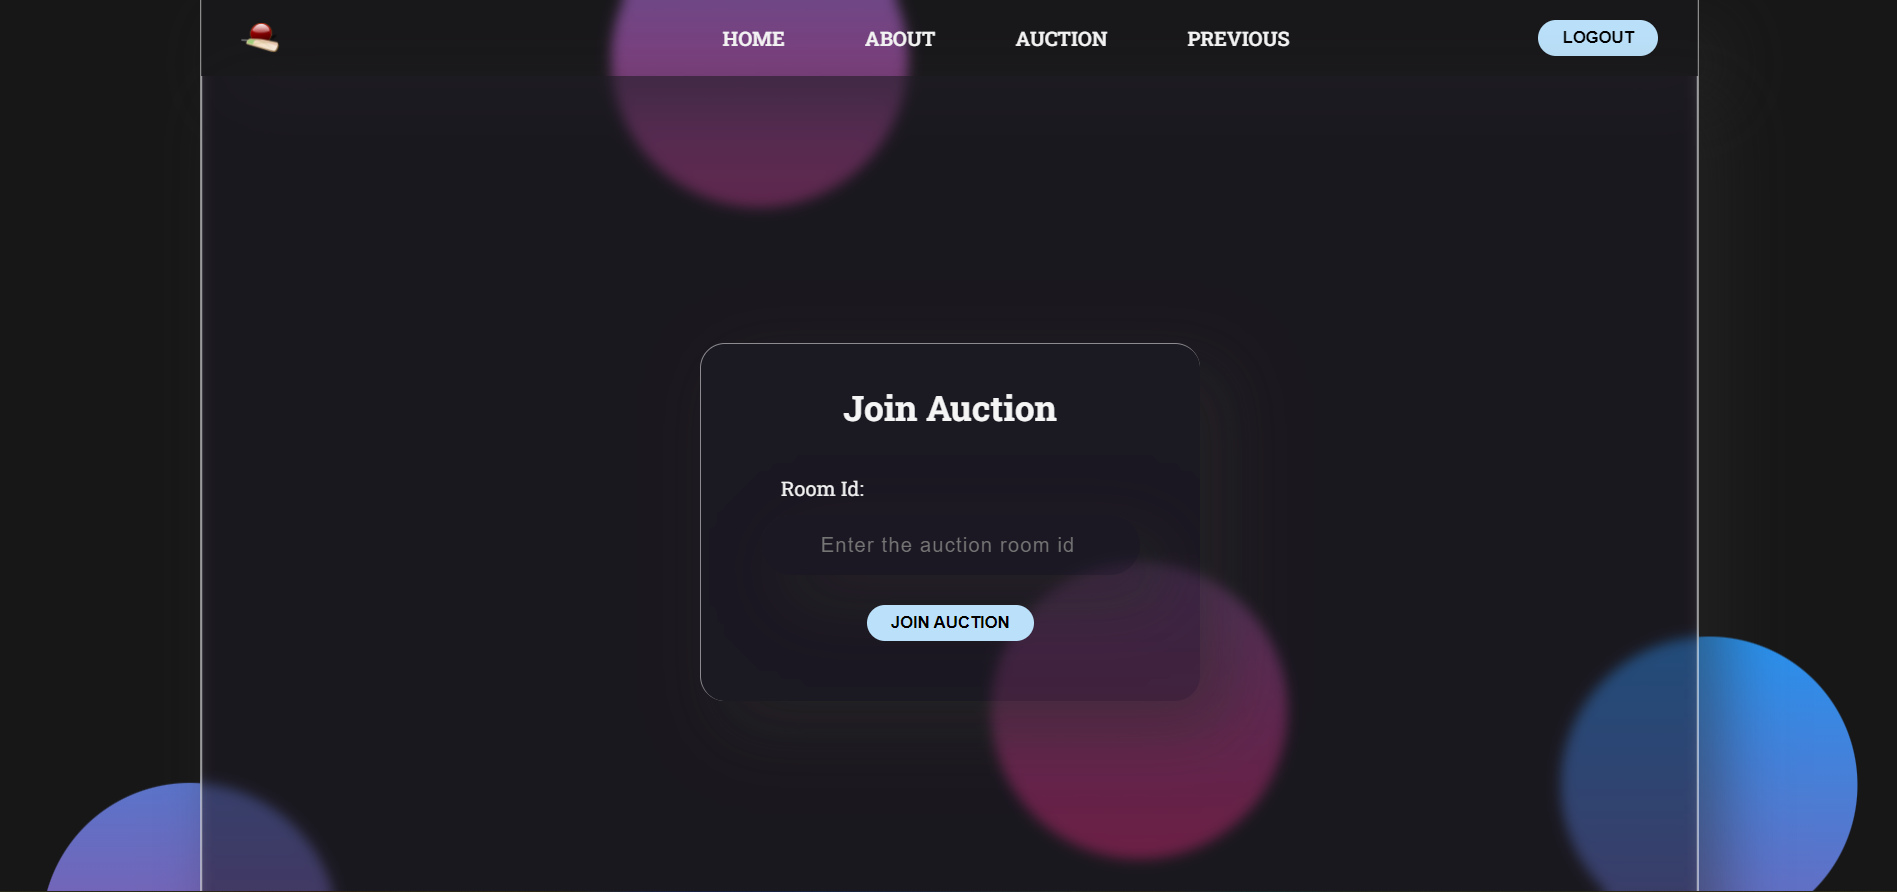 HOME ABOUT AUCTION PREVIOUS LOGOUT
Join Auction
Room Id:
Enter the auction room id
JOIN AUCTION